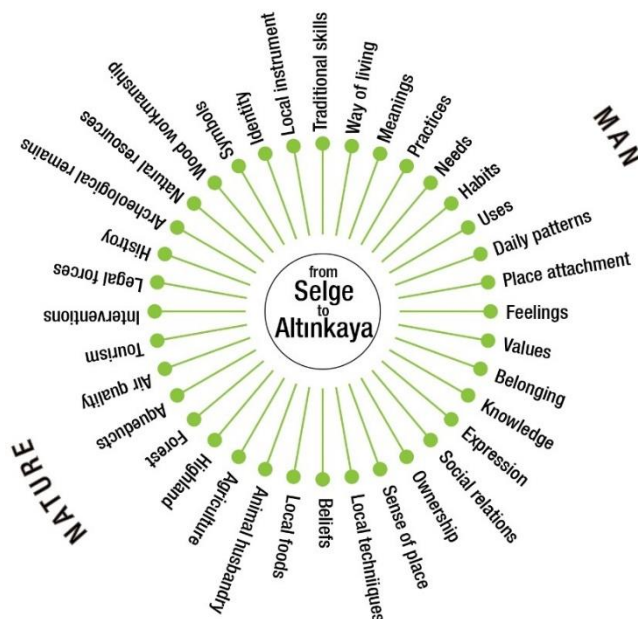 from
Selge
to
Altınkaya
Traditional skills
Way of living
Meanings
Practices
Needs
Habits
Uses
Daily patterns
Place attachment
Feelings
Values
Belonging
Knowledge
Expression
Social relations
Ownership
Sense of place
Local techniiques
Beliefs
Local foods
Animal husbandry
Agriculture
Highland
Forest
Aqueducts
Air quality
Tourism
Interventions
Legal forces
Histroy
Archeological remains
Natural resources
Wood workmanship
Symbols
Identity
Local instrument
MAN
NATURE